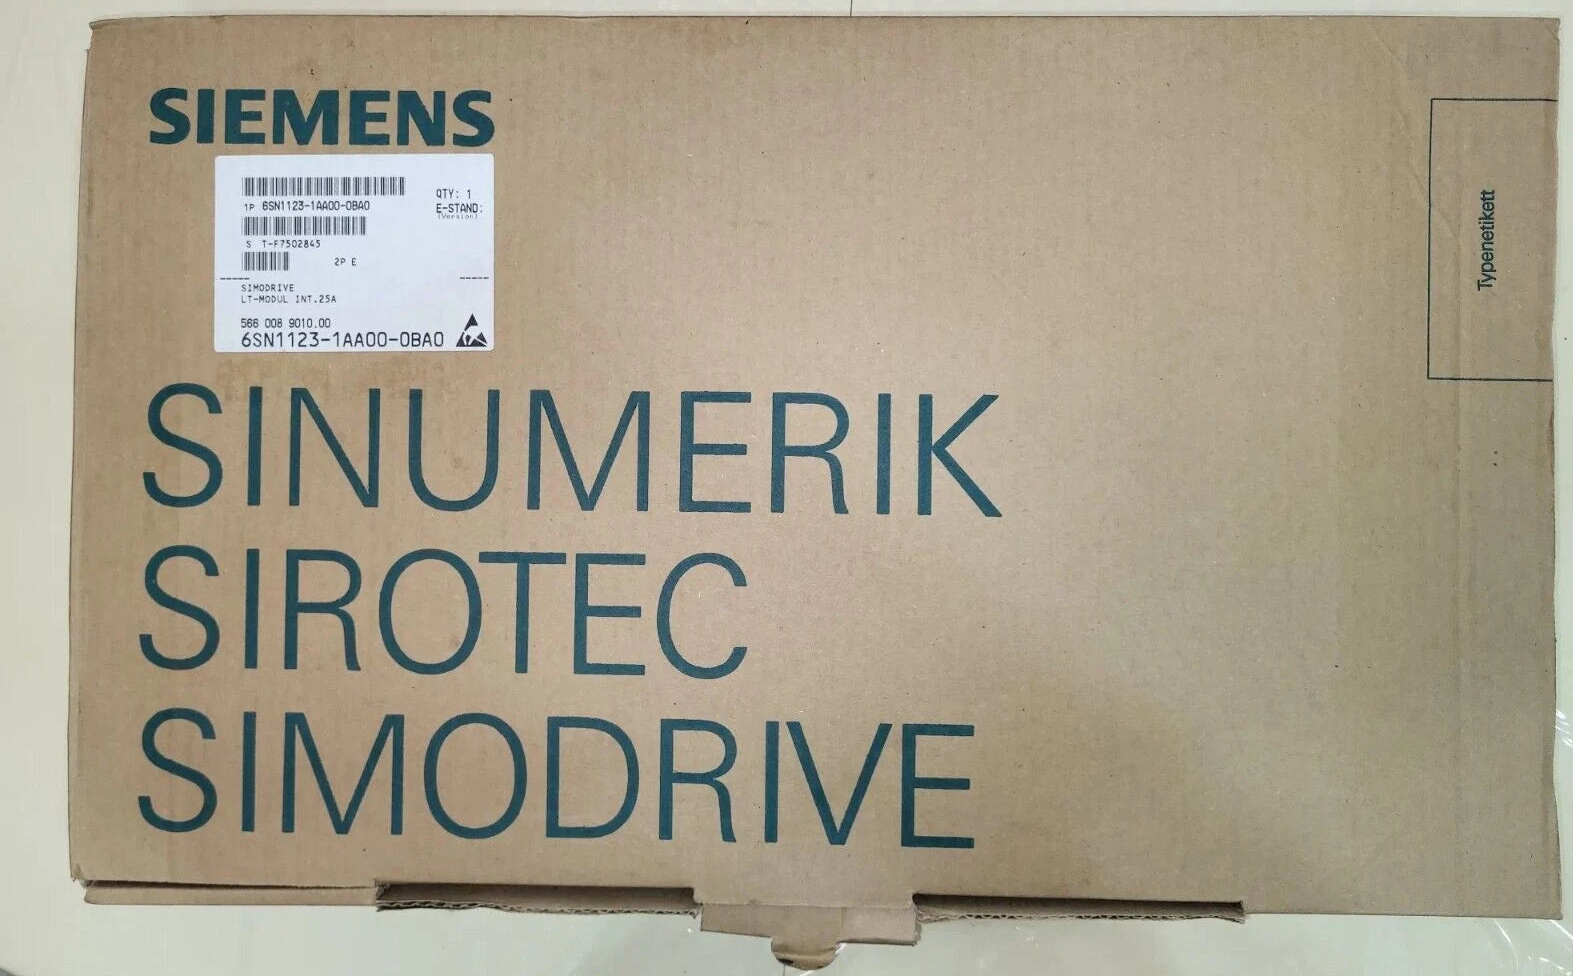 SIEMENS
1P 6SN1123-1AA00-0BA0
QTY: 1
E-STAND:
(Version)
S T-F7502845
2P E
SIMODRIVE
LT-MODUL INT.25A
566 008 9010.00
6SN1123-1AA00-0BA0
Typenetikett
SINUMERIK
SIROTEC
SIMODRIVE